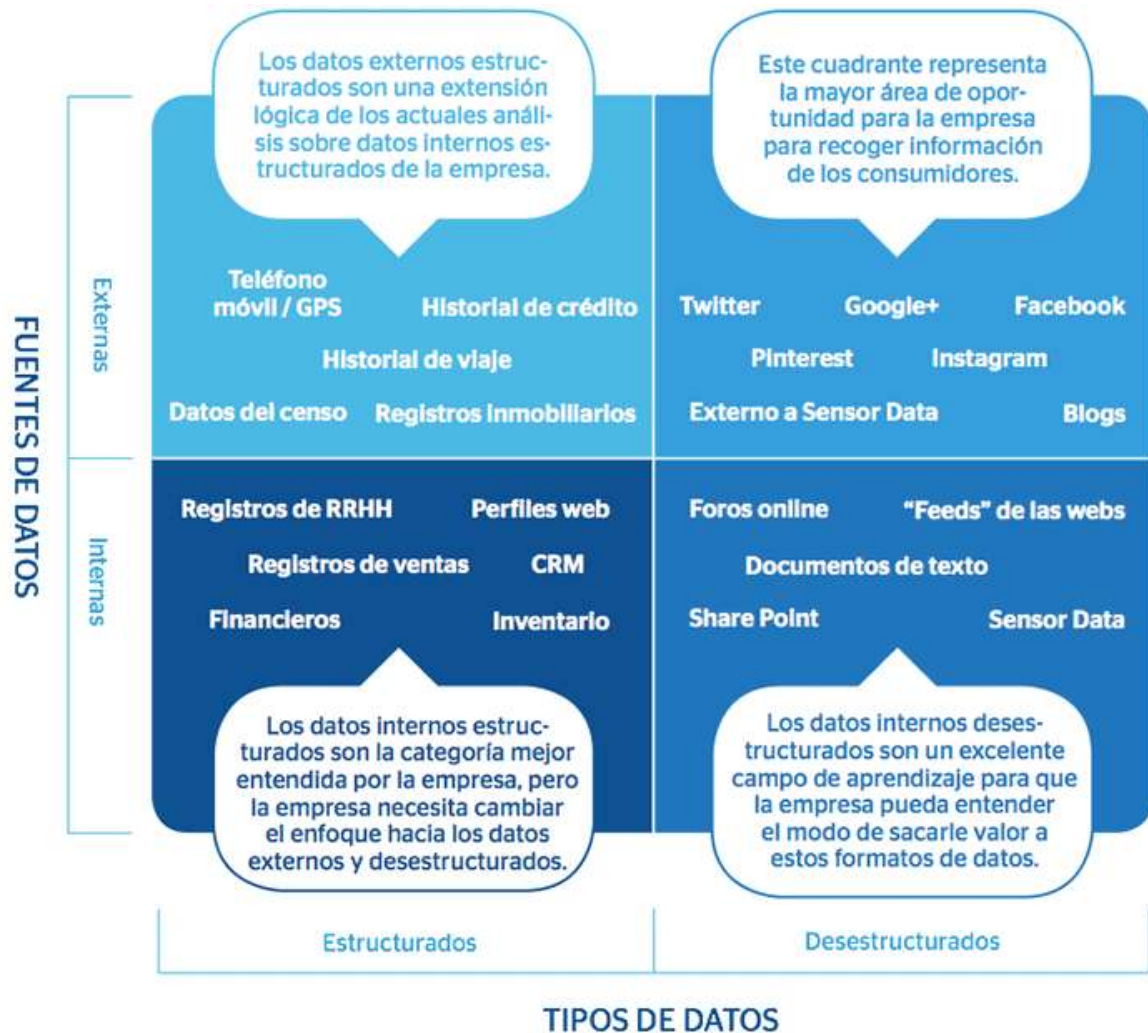 Los datos externos estruc-
turados son una extensión
lógica de los actuales análi-
sis sobre datos internos es-
tructurados de la empresa.
Este cuadrante representa
la mayor área de opor-
tunidad para la empresa
para recoger información
de los consumidores.
FUENTES DE DATOS
Externas
Teléfono
móvil / GPS
Historial de crédito
Historial de viaje
Datos del censo
Registros inmobiliarios
Twitter
Google+
Facebook
Pinterest
Instagram
Externo a Sensor Data
Blogs
Internas
Registros de RRHH
Perfiles web
Registros de ventas
CRM
Financieros
Inventario
Foros online
"Feeds" de las webs
Documentos de texto
Share Point
Sensor Data
Los datos internos estruc-
turados son la categoría mejor
entendida por la empresa, pero
la empresa necesita cambiar
el enfoque hacia los datos
externos y desestructurados.
Los datos internos deses-
tructurados son un excelente
campo de aprendizaje para que
la empresa pueda entender
el modo de sacarle valor a
estos formatos de datos.
Estructurados
Desestructurados
TIPOS DE DATOS